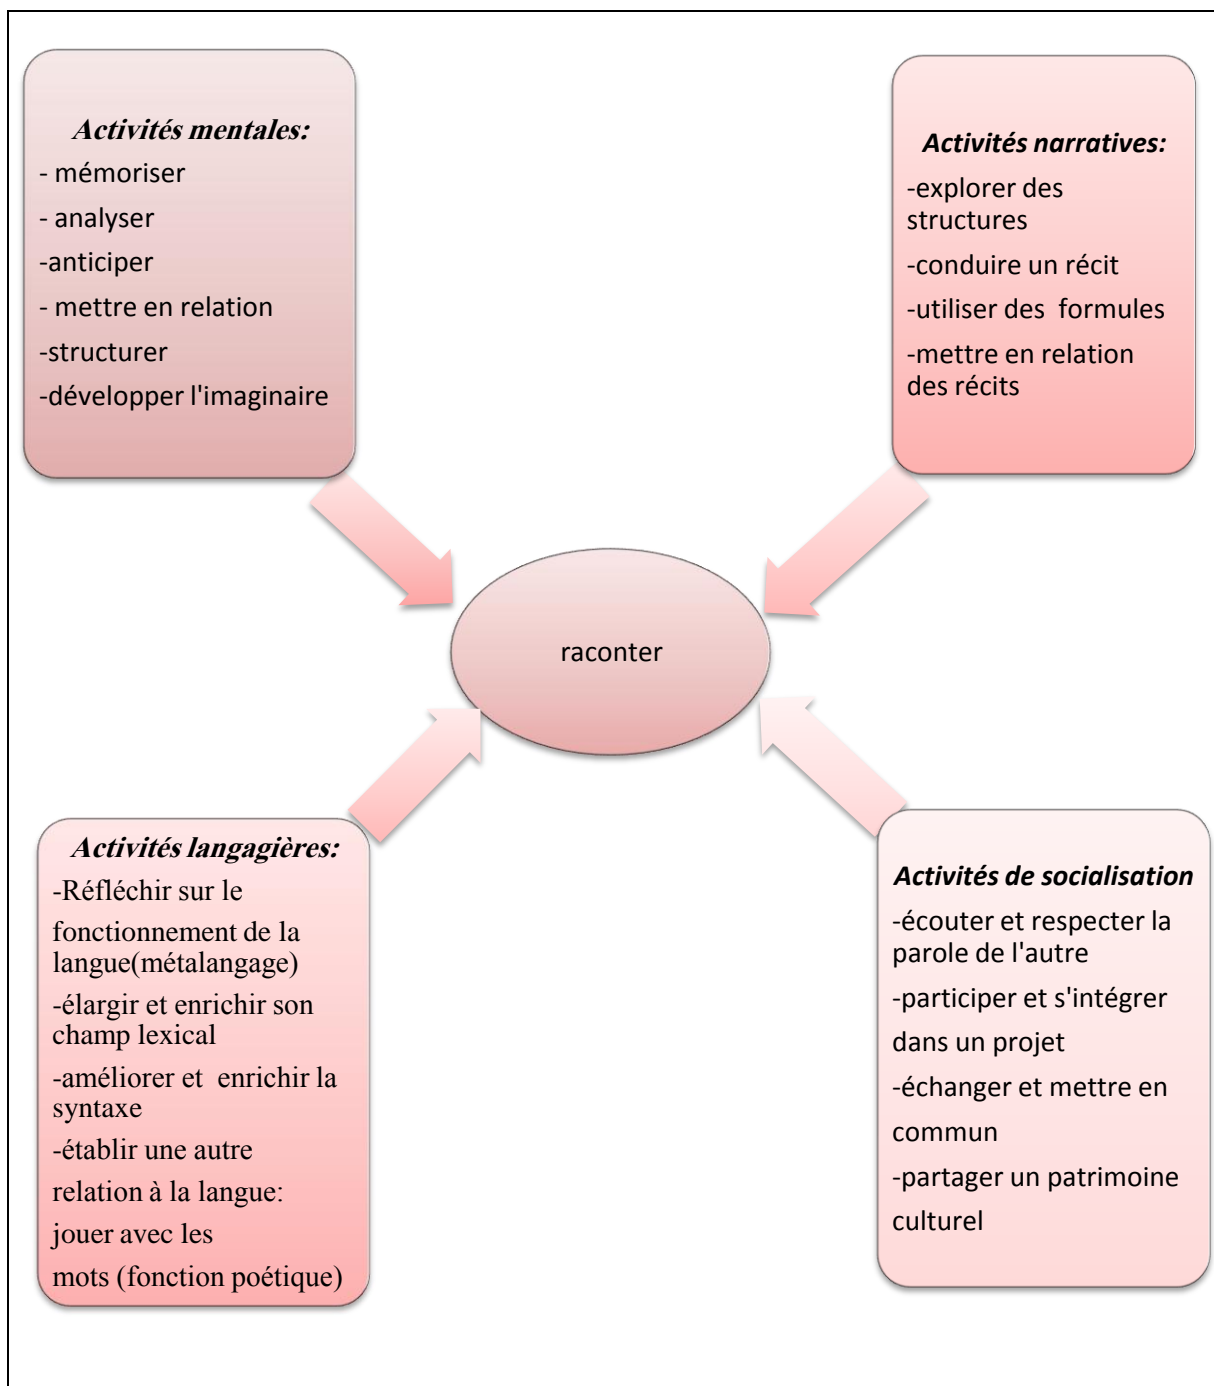 Activités mentales:
- mémoriser
- analyser
-anticiper
- mettre en relation
-structurer
-développer l'imaginaire
Activités narratives:
-explorer des
structures
-conduire un récit
-utiliser des  formules
-mettre en relation
des récits
raconter
Activités langagières:
-Réfléchir sur le
fonctionnement de la
langue(métalangage)
-élargir et enrichir son
champ lexical
-améliorer et  enrichir la
syntaxe
-établir une autre
relation à la langue:
jouer avec les
mots (fonction poétique)
Activités de socialisation
-écouter et respecter la
parole de l'autre
-participer et s'intégrer
dans un projet
-échanger et mettre en
commun
-partager un patrimoine
culturel